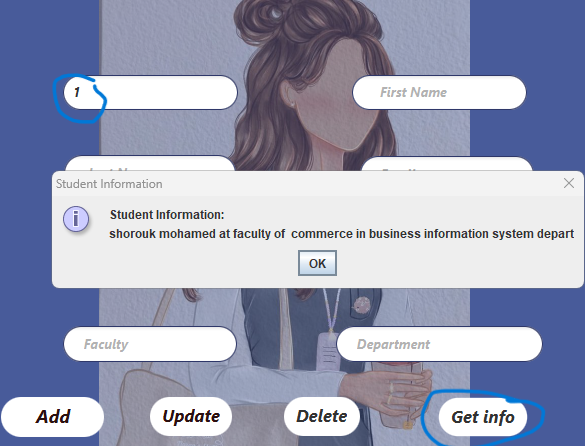 1
First Name
Student Information
Student Information:
shorouk mohamed at faculty of commerce in business information system depart
OK
Faculty
Department
Add
Update
Delete
Get info